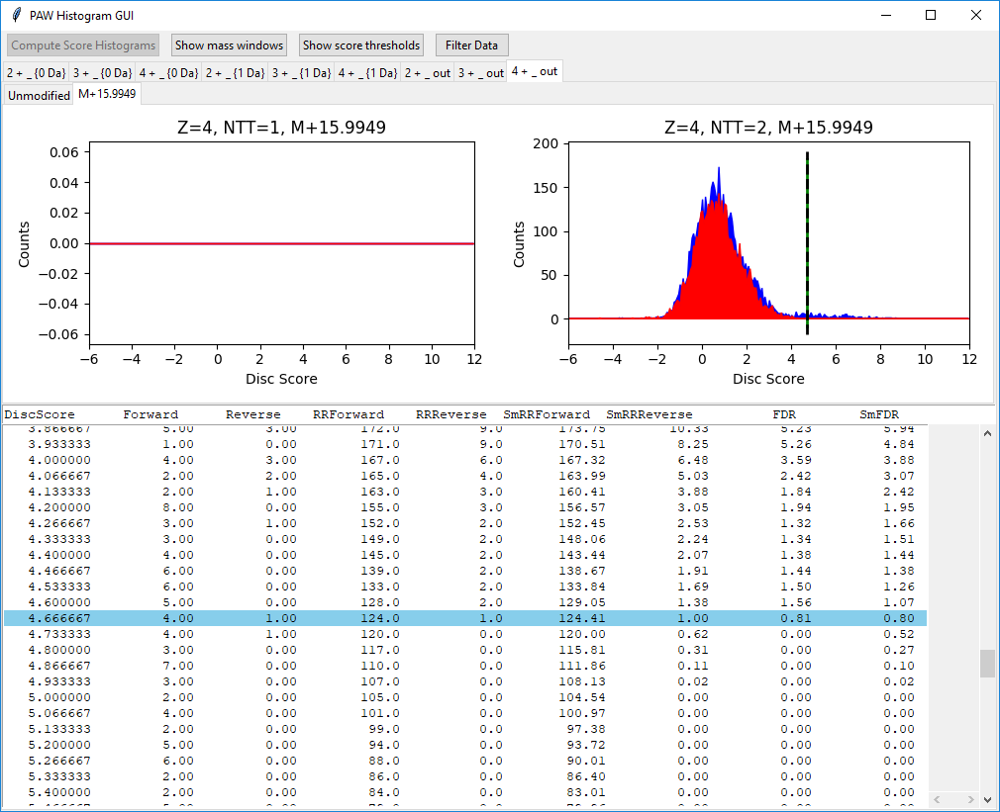 PAW Histogram GUI
Compute Score Histograms Show mass windows Show score thresholds Filter Data
2 + _ {0 Da} 3 + _ {0 Da} 4 + _ {0 Da} 2 + _ {1 Da} 3 + _ {1 Da} 4 + _ {1 Da} 2 + _ out 3 + _ out 4 + _ out
Unmodified M+15.9949
Z=4, NTT=1, M+15.9949
0.06
0.04
0.02
0.00
−0.02
−0.04
−0.06
Counts
−6 −4 −2 0 2 4 6 8 10 12
Disc Score
Z=4, NTT=2, M+15.9949
200
150
100
50
0
Counts
−6 −4 −2 0 2 4 6 8 10 12
Disc Score
DiscScore Forward Reverse RRForward RRReverse SmRRForward SmRRReverse FDR SmFDR
3.866667 5.00 3.00 172.0 9.0 173.75 10.33 5.23 5.94
3.933333 1.00 0.00 171.0 9.0 170.51 8.25 5.26 4.84
4.000000 4.00 3.00 167.0 6.0 167.32 6.48 3.59 3.88
4.066667 2.00 2.00 165.0 4.0 163.99 5.03 2.42 3.07
4.133333 2.00 1.00 163.0 3.0 160.41 3.88 1.84 2.42
4.200000 8.00 0.00 155.0 3.0 156.57 3.05 1.94 1.95
4.266667 3.00 1.00 152.0 2.0 152.45 2.53 1.32 1.66
4.333333 3.00 0.00 149.0 2.0 148.06 2.24 1.34 1.51
4.400000 4.00 0.00 145.0 2.0 143.44 2.07 1.38 1.44
4.466667 6.00 0.00 139.0 2.0 138.67 1.91 1.44 1.38
4.533333 6.00 0.00 133.0 2.0 133.84 1.69 1.50 1.26
4.600000 5.00 0.00 128.0 2.0 129.05 1.38 1.56 1.07
4.666667 4.00 1.00 124.0 1.0 124.41 1.00 0.81 0.80
4.733333 4.00 1.00 120.0 0.0 120.00 0.62 0.00 0.52
4.800000 3.00 0.00 117.0 0.0 115.81 0.31 0.00 0.27
4.866667 7.00 0.00 110.0 0.0 111.86 0.11 0.00 0.10
4.933333 3.00 0.00 107.0 0.0 108.13 0.02 0.00 0.02
5.000000 2.00 0.00 105.0 0.0 104.54 0.00 0.00 0.00
5.066667 4.00 0.00 101.0 0.0 100.97 0.00 0.00 0.00
5.133333 2.00 0.00 99.0 0.0 97.38 0.00 0.00 0.00
5.200000 5.00 0.00 94.0 0.0 93.72 0.00 0.00 0.00
5.266667 6.00 0.00 88.0 0.0 90.01 0.00 0.00 0.00
5.333333 2.00 0.00 86.0 0.0 86.40 0.00 0.00 0.00
5.400000 2.00 0.00 84.0 0.0 83.01 0.00 0.00 0.00